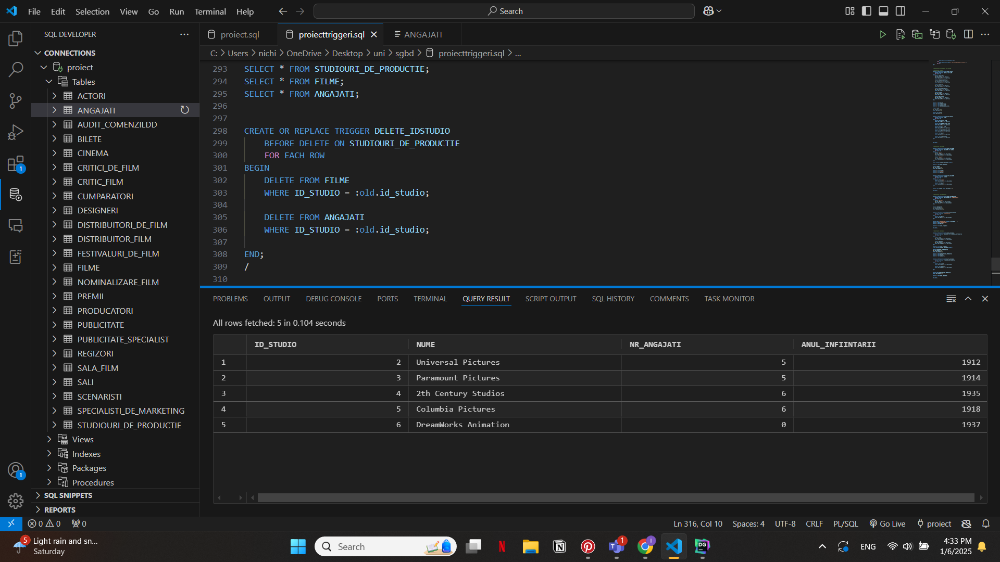 File Edit Selection View Go Run Terminal Help
Search
SQL DEVELOPER
CONNECTIONS
proiect
Tables
ACTORI
ANGAJATI
AUDIT_COMENZILDD
BILETE
CINEMA
CRITICI_DE_FILM
CRITIC_FILM
CUMPARATORI
DESIGNERI
DISTRIBUITORI_DE_FILM
DISTRIBUITOR_FILM
FESTIVALURI_DE_FILM
FILME
NOMINALIZARE_FILM
PREMII
PRODUCATORI
PUBLICITATE
PUBLICITATE_SPECIALIST
REGIZORI
SALA_FILM
SALI
SCENARISTI
SPECIALISTI_DE_MARKETING
STUDIOURI_DE_PRODUCTIE
Views
Indexes
Packages
Procedures
SQL SNIPPETS
REPORTS
1
1
proiect.sql proiecttriggeri.sql ANGAJATI
C: > Users > nichi > OneDrive > Desktop > uni > sgbd > proiecttriggeri.sql > ...
293 SELECT * FROM STUDIOURI_DE_PRODUCTIE;
294 SELECT * FROM FILME;
295 SELECT * FROM ANGAJATI;
296
297
298 CREATE OR REPLACE TRIGGER DELETE_IDSTUDIO
299 BEFORE DELETE ON STUDIOURI_DE_PRODUCTIE
300 FOR EACH ROW
301 BEGIN
302 DELETE FROM FILME
303 WHERE ID_STUDIO = :old.id_studio;
304
305 DELETE FROM ANGAJATI
306 WHERE ID_STUDIO = :old.id_studio;
307
308 END;
309 /
310
PROBLEMS OUTPUT DEBUG CONSOLE PORTS TERMINAL QUERY RESULT SCRIPT OUTPUT SQL HISTORY COMMENTS TASK MONITOR
All rows fetched: 5 in 0.104 seconds
ID_STUDIO NUME NR_ANGAJATI ANUL_INFIINTARII
1 2 Universal Pictures 5 1912
2 3 Paramount Pictures 5 1914
3 4 2th Century Studios 6 1935
4 5 Columbia Pictures 6 1918
5 6 DreamWorks Animation 0 1937
0 0 0 Ln 316, Col 10 Spaces: 4 UTF-8 CRLF PL/SQL Go Live proiect
5 Light rain and sn...
Saturday
Search
N
N
1
I
DG
ENG
4:33 PM
1/6/2025